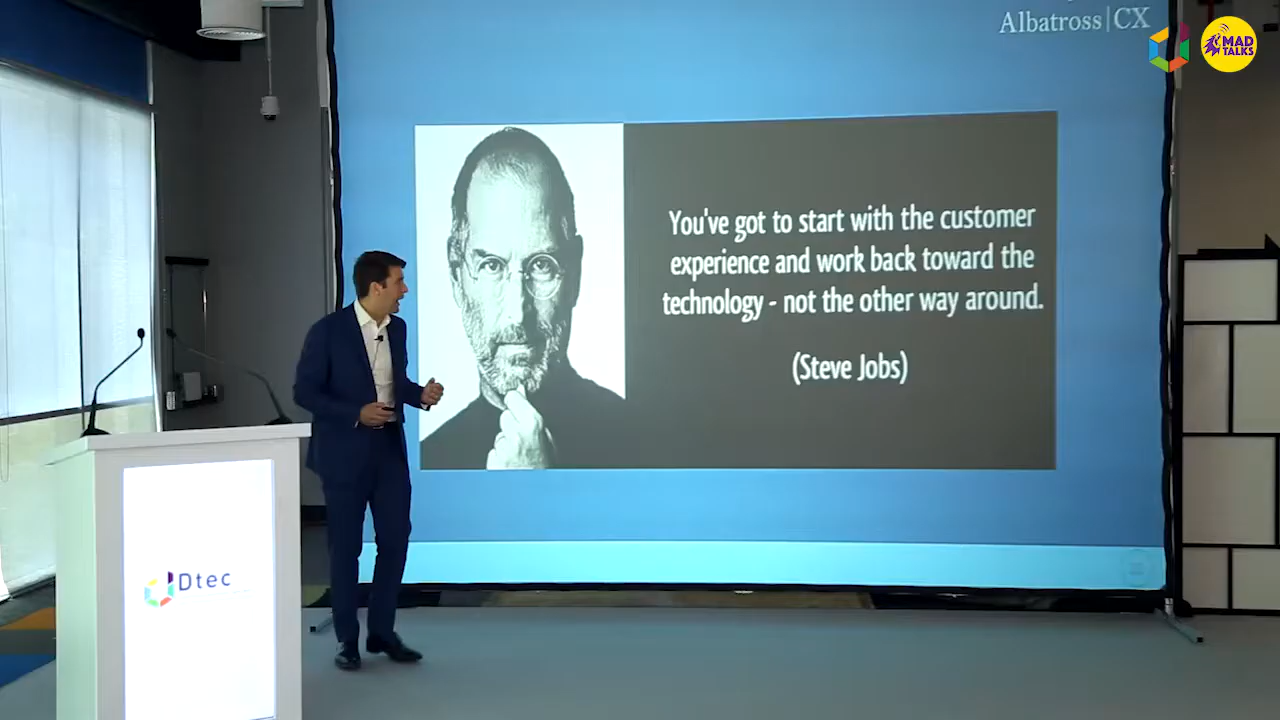 Albatross|CX
MAD
TALKS
You've got to start with the customer
experience and work back toward the
technology - not the other way around.
(Steve Jobs)
Dtec